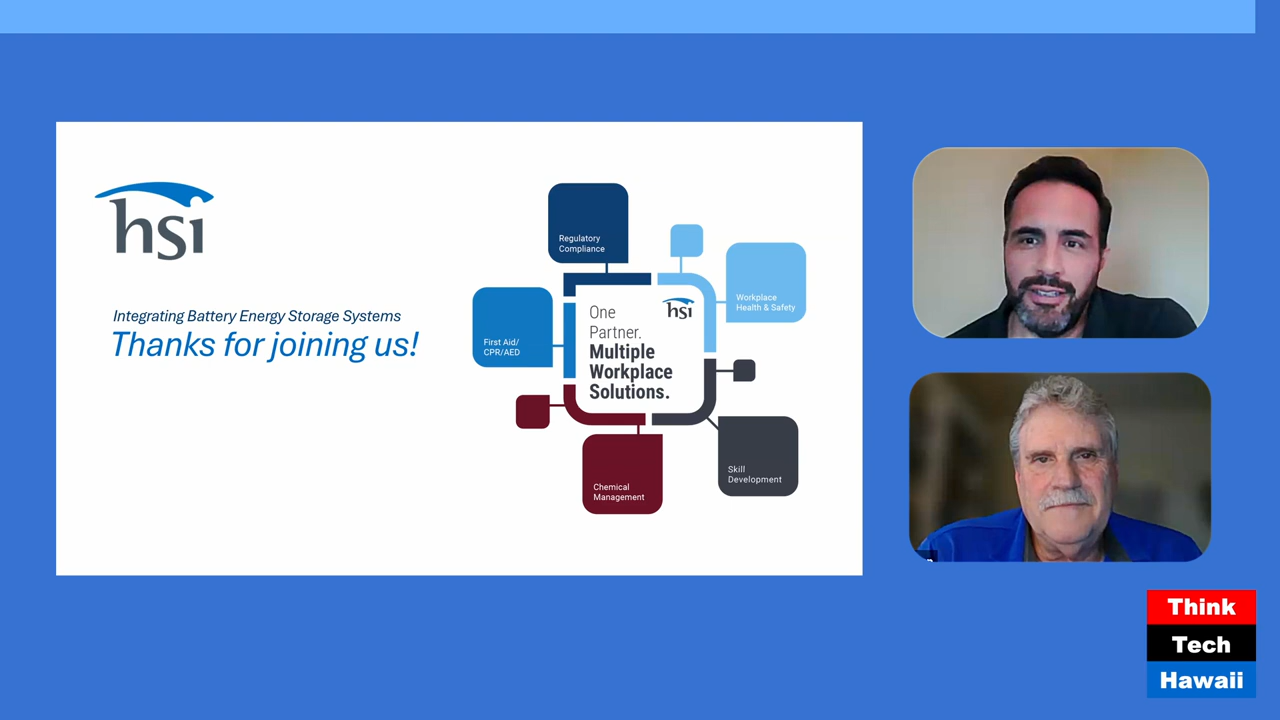 hsi
Integrating Battery Energy Storage Systems
Thanks for joining us!
Regulatory
Compliance
Workplace
Health & Safety
First Aid/
CPR/AED
hsi
One
Partner.
Multiple
Workplace
Solutions.
Skill
Development
Chemical
Management
Think
Tech
Hawaii